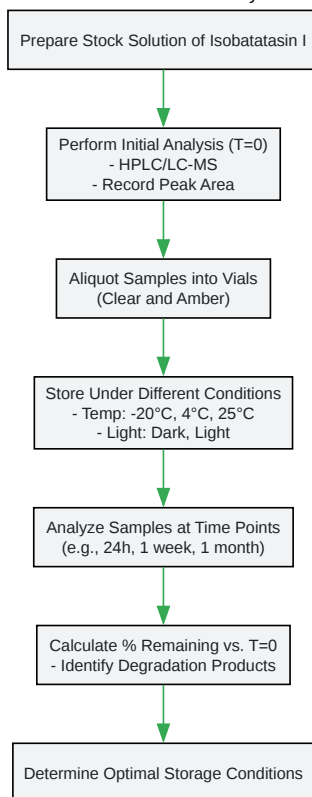 Prepare Stock Solution of Isobatatasin I
Perform Initial Analysis (T=0)
- HPLC/LC-MS
- Record Peak Area
Aliquot Samples into Vials
(Clear and Amber)
Store Under Different Conditions
- Temp: -20°C, 4°C, 25°C
- Light: Dark, Light
Analyze Samples at Time Points
(e.g., 24h, 1 week, 1 month)
Calculate % Remaining vs. T=0
- Identify Degradation Products
Determine Optimal Storage Conditions